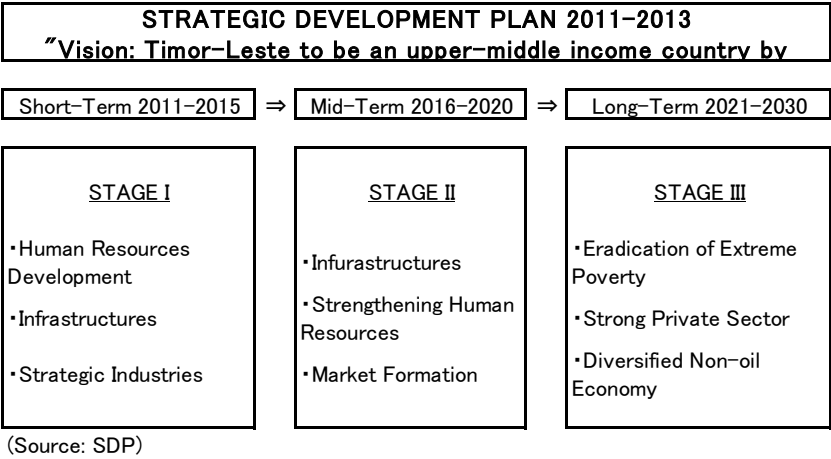 STRATEGIC DEVELOPMENT PLAN 2011-2013
"Vision: Timor-Leste to be an upper-middle income country by
Short-Term 2011-2015 ⇒ Mid-Term 2016-2020 ⇒ Long-Term 2021-2030
STAGE I
・Human Resources
Development
・Infrastructures
・Strategic Industries
STAGE II
・Infurastructures
・Strengthening Human
Resources
・Market Formation
STAGE III
・Eradication of Extreme
Poverty
・Strong Private Sector
・Diversified Non-oil
Economy
(Source: SDP)